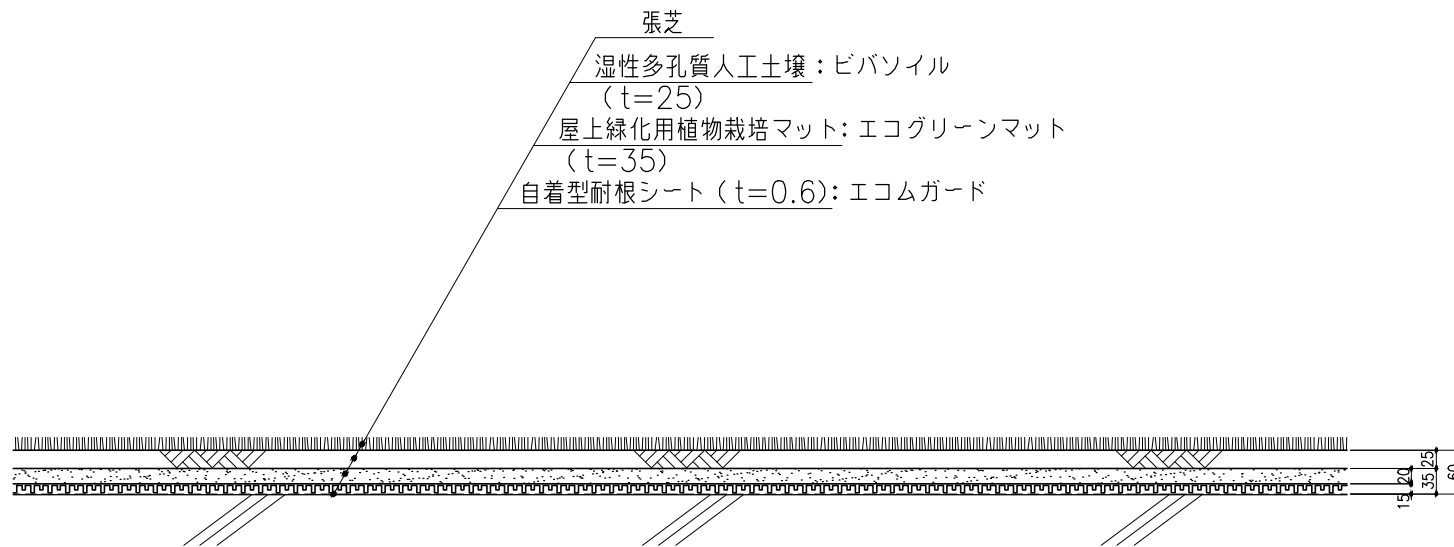 張芝
湿性多孔質人工土壌：ビバソイル
（t=25）
屋上緑化用植物栽培マット：エコグリーンマット
（t=35）
自着型耐根シート（t=0.6）：エコムガード
25
20
35
60
15